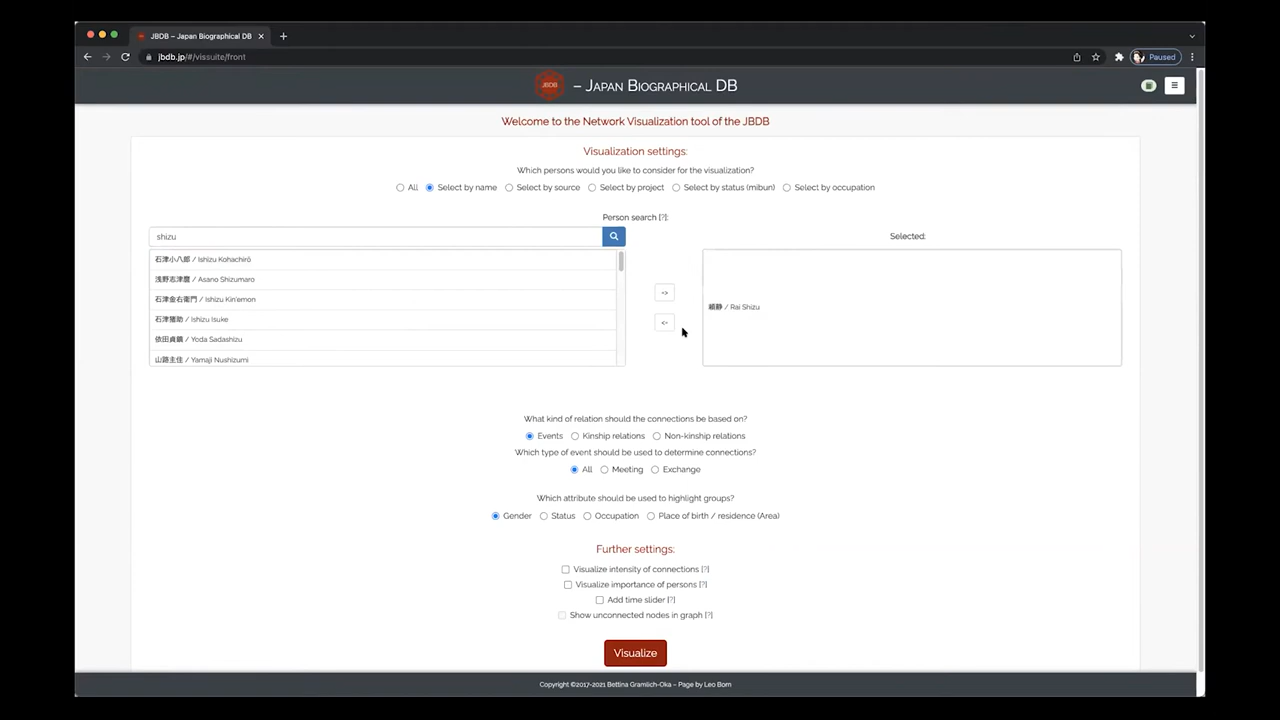 JBDB – Japan Biographical DB
jbdb.jp/#/vissuite/front
Paused
JBDB
– Japan Biographical DB
Welcome to the Network Visualization tool of the JBDB
Visualization settings:
Which persons would you like to consider for the visualization?
All Select by name Select by source Select by project Select by status (mibun) Select by occupation
Person search [?]:
shizu
Selected:
石津小八郎 / Ishizu Kohachirō
浅野志津麿 / Asano Shizumaro
石津金右衛門 / Ishizu Kin'emon
石津猪助 / Ishizu Isuke
依田貞鎮 / Yoda Sadashizu
山路主住 / Yamaji Nushizumi
->
<-
頼静 / Rai Shizu
What kind of relation should the connections be based on?
Events Kinship relations Non-kinship relations
Which type of event should be used to determine connections?
All Meeting Exchange
Which attribute should be used to highlight groups?
Gender Status Occupation Place of birth / residence (Area)
Further settings:
Visualize intensity of connections [?]
Visualize importance of persons [?]
Add time slider [?]
Show unconnected nodes in graph [?]
Visualize
Copyright ©2017-2021 Bettina Gramlich-Oka – Page by Leo Born